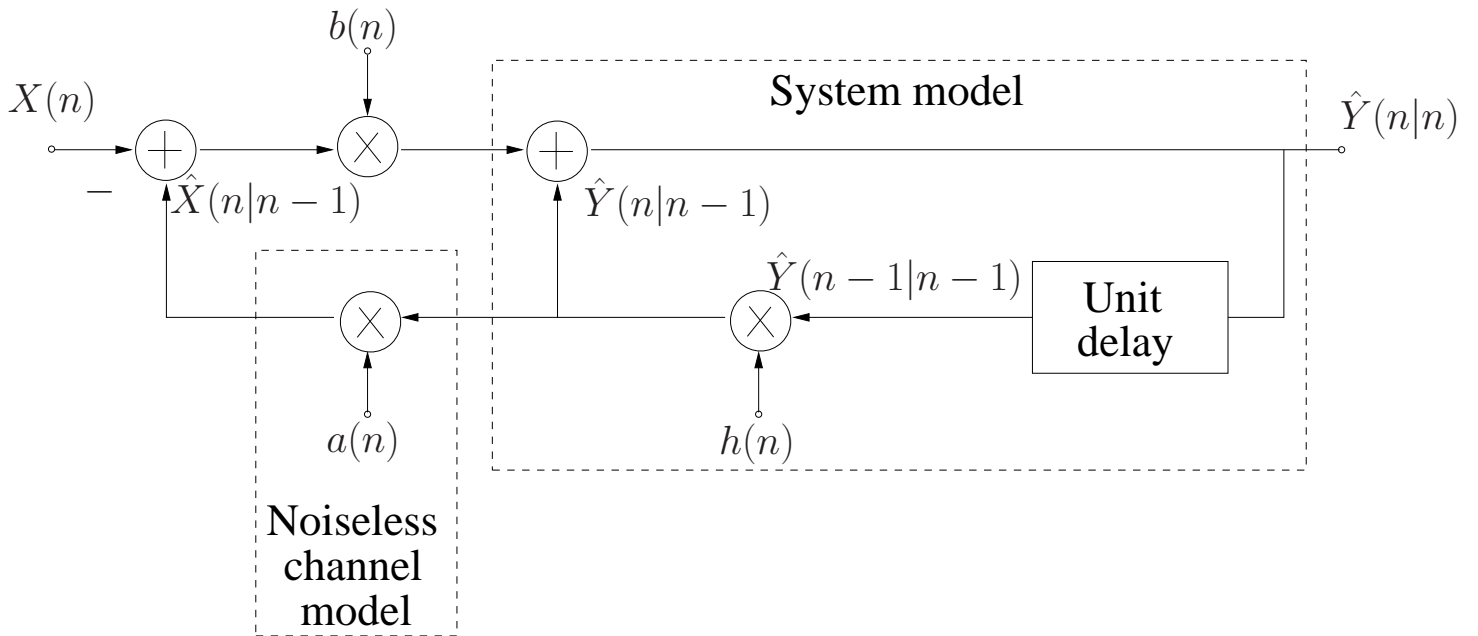 b(n)
System model
X(n)
Ŷ(n|n)
+
×
+
−
X̂(n|n − 1)
Ŷ(n|n − 1)
Ŷ(n − 1|n − 1)
×
×
Unit
delay
a(n)
h(n)
Noiseless
channel
model